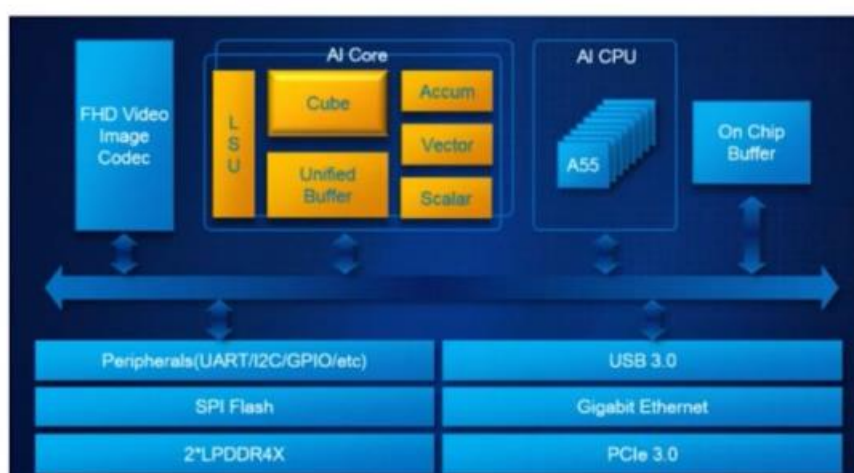 FHD Video
Image
Codec
AI Core
LSU
Cube
Unified
Buffer
Accum
Vector
Scalar
AI CPU
A55
On Chip
Buffer
Peripherals(UART/I2C/GPIO/etc)
USB 3.0
SPI Flash
Gigabit Ethernet
2*LPDDR4X
PCIe 3.0